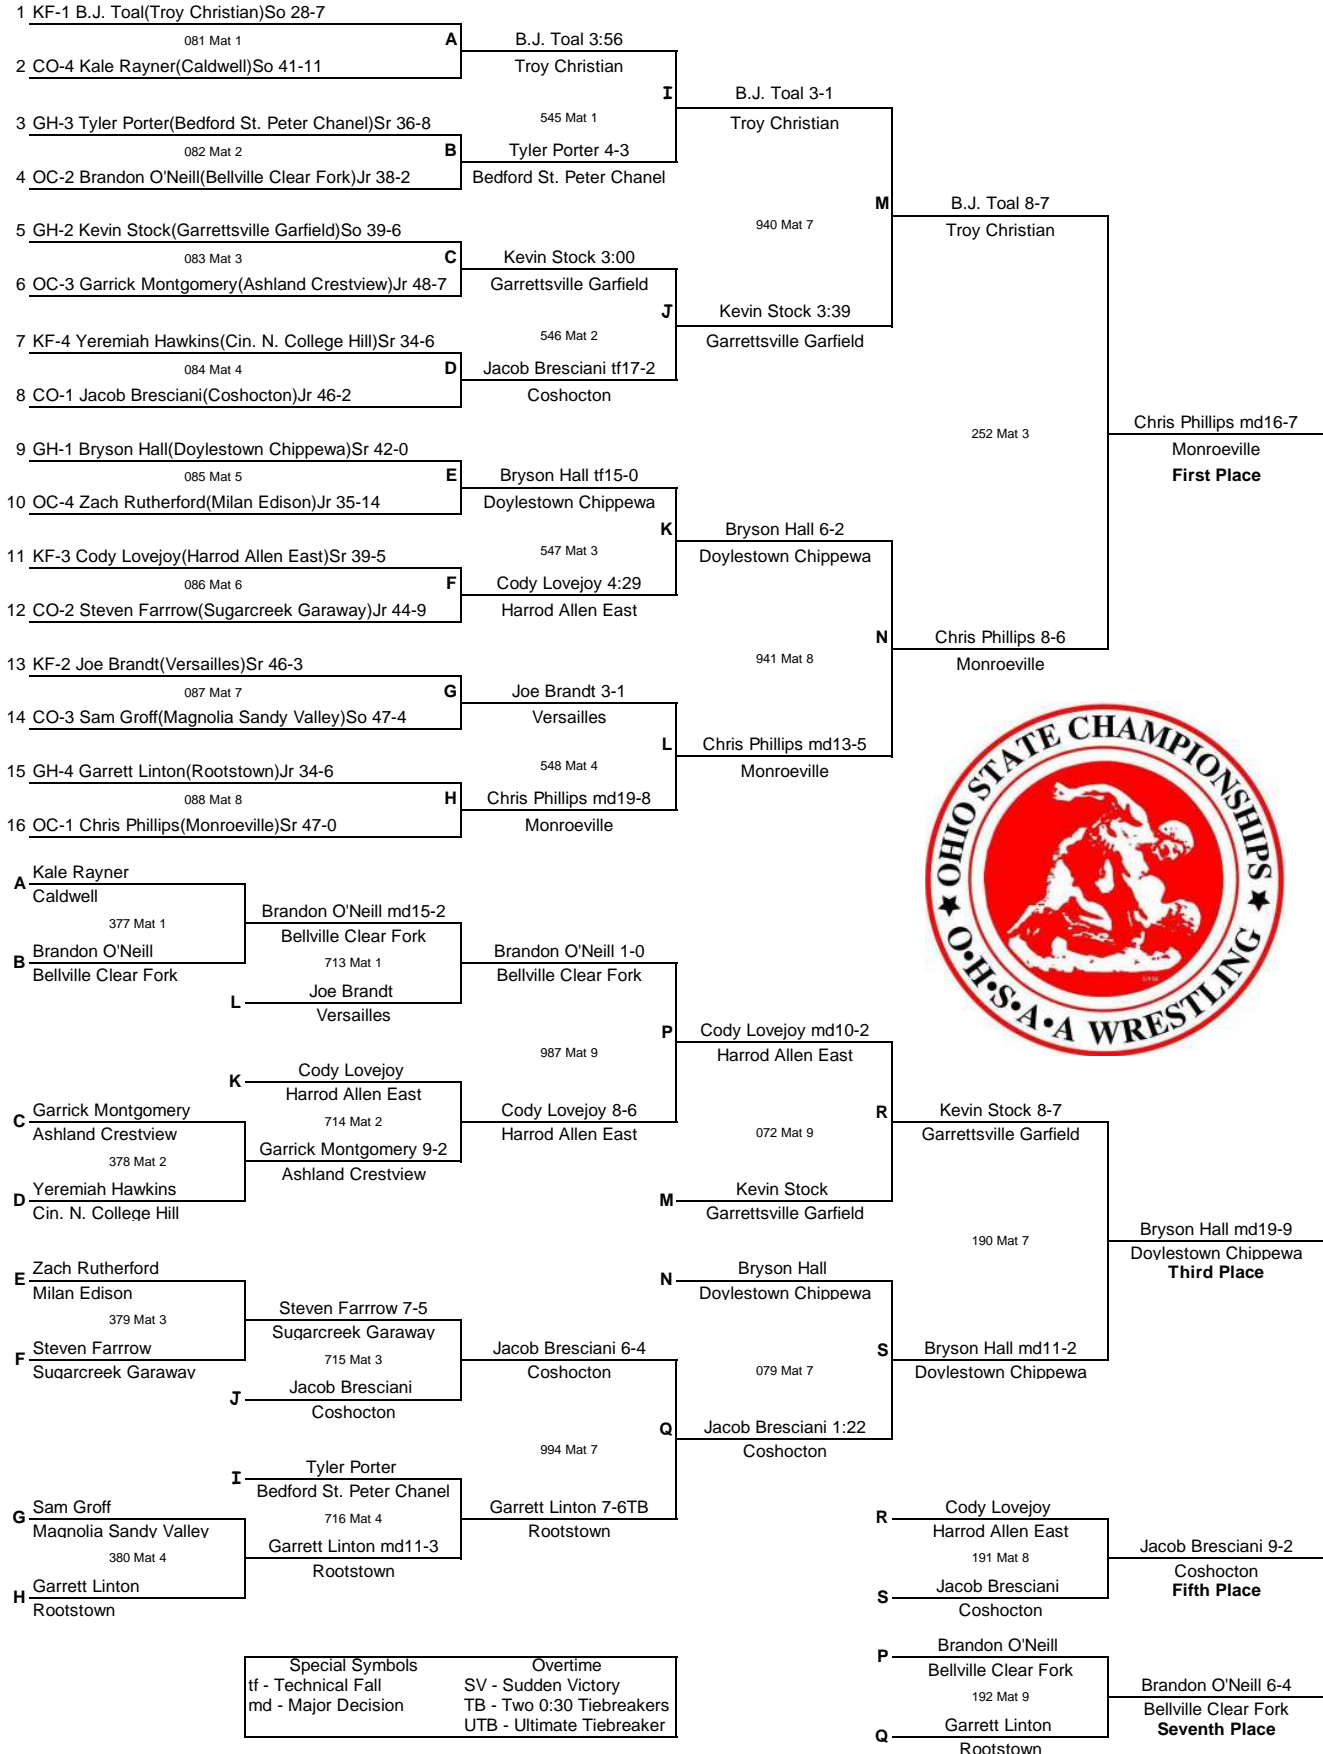 1 KF-1 B.J. Toal(Troy Christian)So 28-7
081 Mat 1
A
2 CO-4 Kale Rayner(Caldwell)So 41-11
B.J. Toal 3:56
Troy Christian
3 GH-3 Tyler Porter(Bedford St. Peter Chanel)Sr 36-8
082 Mat 2
B
4 OC-2 Brandon O'Neill(Bellville Clear Fork)Jr 38-2
I
545 Mat 1
Tyler Porter 4-3
Bedford St. Peter Chanel
B.J. Toal 3-1
Troy Christian
5 GH-2 Kevin Stock(Garrettsville Garfield)So 39-6
083 Mat 3
C
6 OC-3 Garrick Montgomery(Ashland Crestview)Jr 48-7
Kevin Stock 3:00
Garrettsville Garfield
7 KF-4 Yeremiah Hawkins(Cin. N. College Hill)Sr 34-6
084 Mat 4
D
8 CO-1 Jacob Bresciani(Coshocton)Jr 46-2
J
546 Mat 2
Jacob Bresciani tf17-2
Coshocton
Kevin Stock 3:39
Garrettsville Garfield
M
940 Mat 7
B.J. Toal 8-7
Troy Christian
9 GH-1 Bryson Hall(Doylestown Chippewa)Sr 42-0
085 Mat 5
E
10 OC-4 Zach Rutherford(Milan Edison)Jr 35-14
Bryson Hall tf15-0
Doylestown Chippewa
11 KF-3 Cody Lovejoy(Harrod Allen East)Sr 39-5
086 Mat 6
F
12 CO-2 Steven Farrrow(Sugarcreek Garaway)Jr 44-9
K
547 Mat 3
Cody Lovejoy 4:29
Harrod Allen East
Bryson Hall 6-2
Doylestown Chippewa
13 KF-2 Joe Brandt(Versailles)Sr 46-3
087 Mat 7
G
14 CO-3 Sam Groff(Magnolia Sandy Valley)So 47-4
Joe Brandt 3-1
Versailles
15 GH-4 Garrett Linton(Rootstown)Jr 34-6
088 Mat 8
H
16 OC-1 Chris Phillips(Monroeville)Sr 47-0
L
548 Mat 4
Chris Phillips md19-8
Monroeville
Chris Phillips md13-5
Monroeville
N
941 Mat 8
Chris Phillips 8-6
Monroeville
252 Mat 3
Chris Phillips md16-7
Monroeville
First Place
OHIO STATE CHAMPIONSHIPS
O·H·S·A·A WRESTLING
A
Kale Rayner
Caldwell
377 Mat 1
B
Brandon O'Neill
Bellville Clear Fork
Brandon O'Neill md15-2
Bellville Clear Fork
713 Mat 1
L
Joe Brandt
Versailles
Brandon O'Neill 1-0
Bellville Clear Fork
K
Cody Lovejoy
Harrod Allen East
714 Mat 2
C
Garrick Montgomery
Ashland Crestview
378 Mat 2
D
Yeremiah Hawkins
Cin. N. College Hill
Garrick Montgomery 9-2
Ashland Crestview
Cody Lovejoy 8-6
Harrod Allen East
P
987 Mat 9
Cody Lovejoy md10-2
Harrod Allen East
R
072 Mat 9
M
Kevin Stock
Garrettsville Garfield
Kevin Stock 8-7
Garrettsville Garfield
E
Zach Rutherford
Milan Edison
379 Mat 3
F
Steven Farrrow
Sugarcreek Garaway
Steven Farrrow 7-5
Sugarcreek Garaway
715 Mat 3
J
Jacob Bresciani
Coshocton
Jacob Bresciani 6-4
Coshocton
I
Tyler Porter
Bedford St. Peter Chanel
716 Mat 4
G
Sam Groff
Magnolia Sandy Valley
380 Mat 4
H
Garrett Linton
Rootstown
Garrett Linton md11-3
Rootstown
Garrett Linton 7-6TB
Rootstown
Q
994 Mat 7
N
Bryson Hall
Doylestown Chippewa
S
079 Mat 7
Jacob Bresciani 1:22
Coshocton
Bryson Hall md11-2
Doylestown Chippewa
190 Mat 7
Bryson Hall md19-9
Doylestown Chippewa
Third Place
R
Cody Lovejoy
Harrod Allen East
191 Mat 8
S
Jacob Bresciani
Coshocton
Jacob Bresciani 9-2
Coshocton
Fifth Place
P
Brandon O'Neill
Bellville Clear Fork
192 Mat 9
Q
Garrett Linton
Rootstown
Brandon O'Neill 6-4
Bellville Clear Fork
Seventh Place
Special Symbols
tf - Technical Fall
md - Major Decision
Overtime
SV - Sudden Victory
TB - Two 0:30 Tiebreakers
UTB - Ultimate Tiebreaker